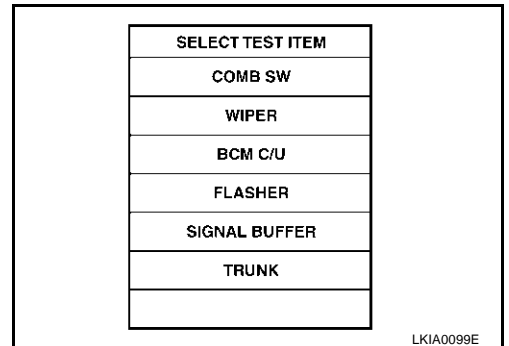 SELECT TEST ITEM
COMB SW
WIPER
BCM C/U
FLASHER
SIGNAL BUFFER
TRUNK
LKIA0099E